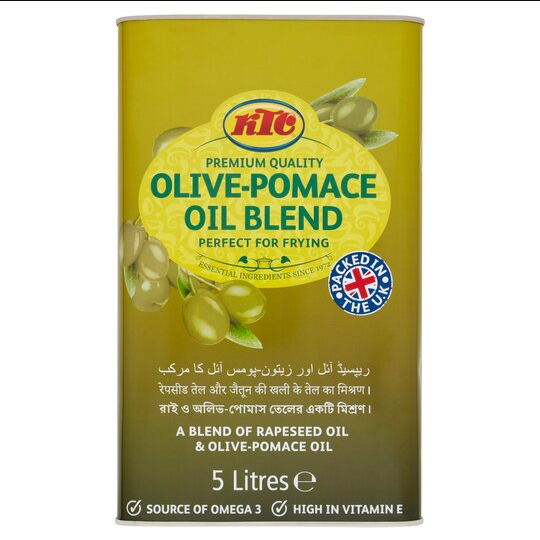 KTC
PREMIUM QUALITY
OLIVE-POMACE
OIL BLEND
PERFECT FOR FRYING
ESSENTIAL INGREDIENTS SINCE 1972
PACKED IN
THE U.K
ریپسیڈ آئل اور زیتون-پومس آئل کا مرکب
रेपसीड तेल और जैतून की खली के तेल का मिश्रण।
রাই ও অলিভ-পোমাস তেলের একটি মিশ্রণ।
A BLEND OF RAPESEED OIL
& OLIVE-POMACE OIL
5 Litres ℮
SOURCE OF OMEGA 3 HIGH IN VITAMIN E